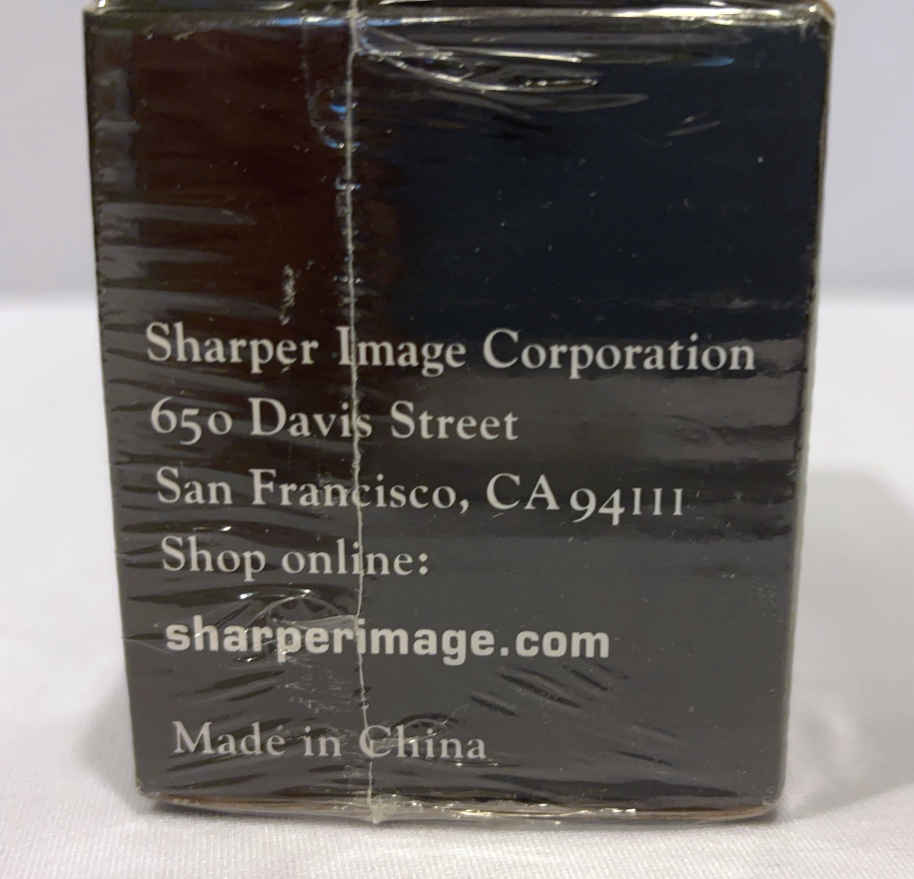 Sharper Image Corporation
650 Davis Street
San Francisco, CA 94111
Shop online:
sharperimage.com
Made in China